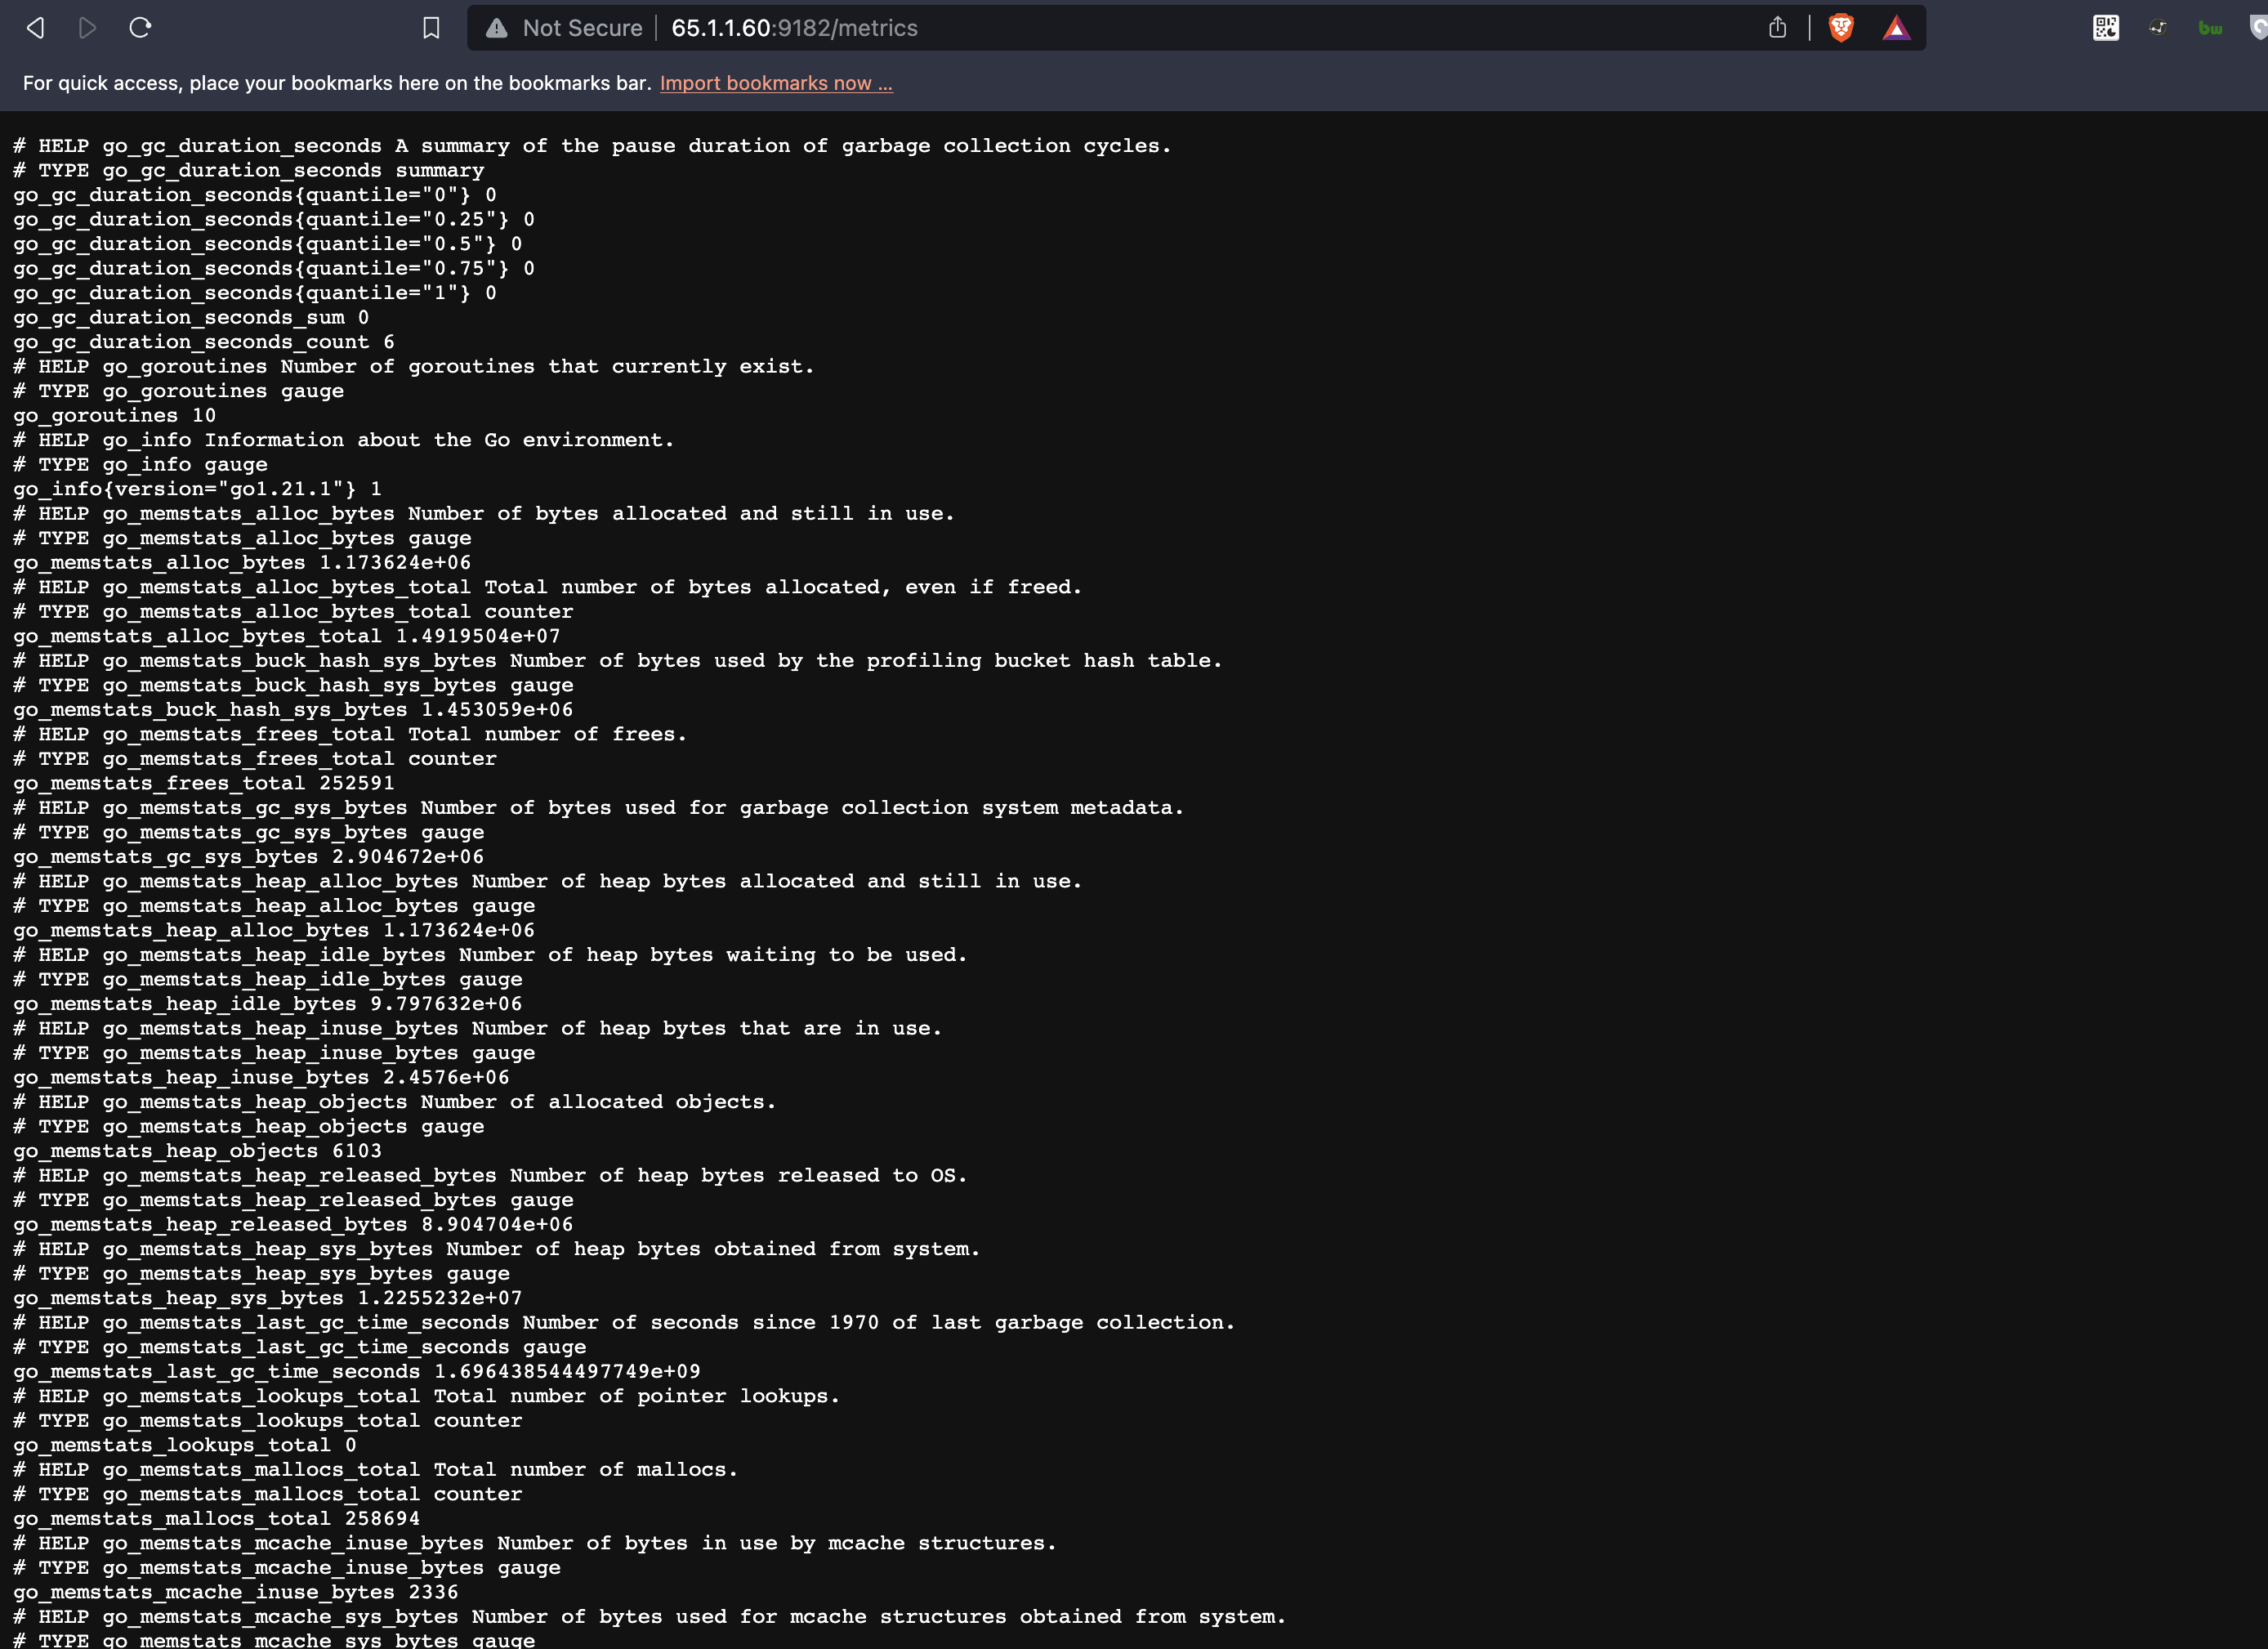 Not Secure | 65.1.1.60:9182/metrics
bw
For quick access, place your bookmarks here on the bookmarks bar. Import bookmarks now ...
# HELP go_gc_duration_seconds A summary of the pause duration of garbage collection cycles.
# TYPE go_gc_duration_seconds summary
go_gc_duration_seconds{quantile="0"} 0
go_gc_duration_seconds{quantile="0.25"} 0
go_gc_duration_seconds{quantile="0.5"} 0
go_gc_duration_seconds{quantile="0.75"} 0
go_gc_duration_seconds{quantile="1"} 0
go_gc_duration_seconds_sum 0
go_gc_duration_seconds_count 6
# HELP go_goroutines Number of goroutines that currently exist.
# TYPE go_goroutines gauge
go_goroutines 10
# HELP go_info Information about the Go environment.
# TYPE go_info gauge
go_info{version="go1.21.1"} 1
# HELP go_memstats_alloc_bytes Number of bytes allocated and still in use.
# TYPE go_memstats_alloc_bytes gauge
go_memstats_alloc_bytes 1.173624e+06
# HELP go_memstats_alloc_bytes_total Total number of bytes allocated, even if freed.
# TYPE go_memstats_alloc_bytes_total counter
go_memstats_alloc_bytes_total 1.4919504e+07
# HELP go_memstats_buck_hash_sys_bytes Number of bytes used by the profiling bucket hash table.
# TYPE go_memstats_buck_hash_sys_bytes gauge
go_memstats_buck_hash_sys_bytes 1.453059e+06
# HELP go_memstats_frees_total Total number of frees.
# TYPE go_memstats_frees_total counter
go_memstats_frees_total 252591
# HELP go_memstats_gc_sys_bytes Number of bytes used for garbage collection system metadata.
# TYPE go_memstats_gc_sys_bytes gauge
go_memstats_gc_sys_bytes 2.904672e+06
# HELP go_memstats_heap_alloc_bytes Number of heap bytes allocated and still in use.
# TYPE go_memstats_heap_alloc_bytes gauge
go_memstats_heap_alloc_bytes 1.173624e+06
# HELP go_memstats_heap_idle_bytes Number of heap bytes waiting to be used.
# TYPE go_memstats_heap_idle_bytes gauge
go_memstats_heap_idle_bytes 9.797632e+06
# HELP go_memstats_heap_inuse_bytes Number of heap bytes that are in use.
# TYPE go_memstats_heap_inuse_bytes gauge
go_memstats_heap_inuse_bytes 2.4576e+06
# HELP go_memstats_heap_objects Number of allocated objects.
# TYPE go_memstats_heap_objects gauge
go_memstats_heap_objects 6103
# HELP go_memstats_heap_released_bytes Number of heap bytes released to OS.
# TYPE go_memstats_heap_released_bytes gauge
go_memstats_heap_released_bytes 8.904704e+06
# HELP go_memstats_heap_sys_bytes Number of heap bytes obtained from system.
# TYPE go_memstats_heap_sys_bytes gauge
go_memstats_heap_sys_bytes 1.2255232e+07
# HELP go_memstats_last_gc_time_seconds Number of seconds since 1970 of last garbage collection.
# TYPE go_memstats_last_gc_time_seconds gauge
go_memstats_last_gc_time_seconds 1.696438544497749e+09
# HELP go_memstats_lookups_total Total number of pointer lookups.
# TYPE go_memstats_lookups_total counter
go_memstats_lookups_total 0
# HELP go_memstats_mallocs_total Total number of mallocs.
# TYPE go_memstats_mallocs_total counter
go_memstats_mallocs_total 258694
# HELP go_memstats_mcache_inuse_bytes Number of bytes in use by mcache structures.
# TYPE go_memstats_mcache_inuse_bytes gauge
go_memstats_mcache_inuse_bytes 2336
# HELP go_memstats_mcache_sys_bytes Number of bytes used for mcache structures obtained from system.
# TYPE go_memstats_mcache_sys_bytes gauge